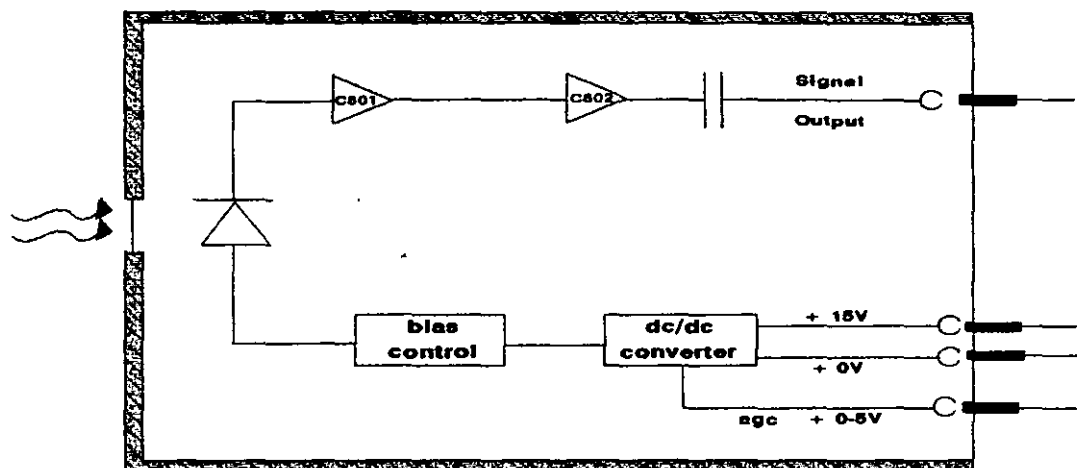 C801
C802
Signal
Output
bias
control
dc/dc
converter
+ 15V
+ 0V
agc + 0-5V